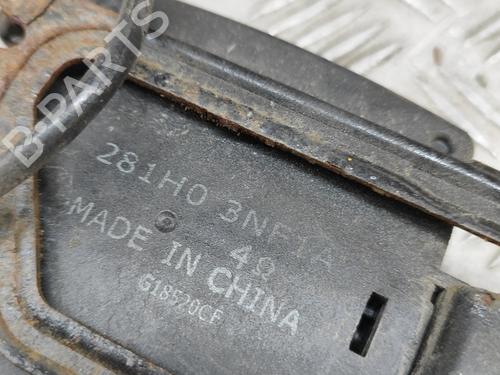 B-PARTS
281H0 3NF1A
4Ω
MADE IN CHINA
G18520CF